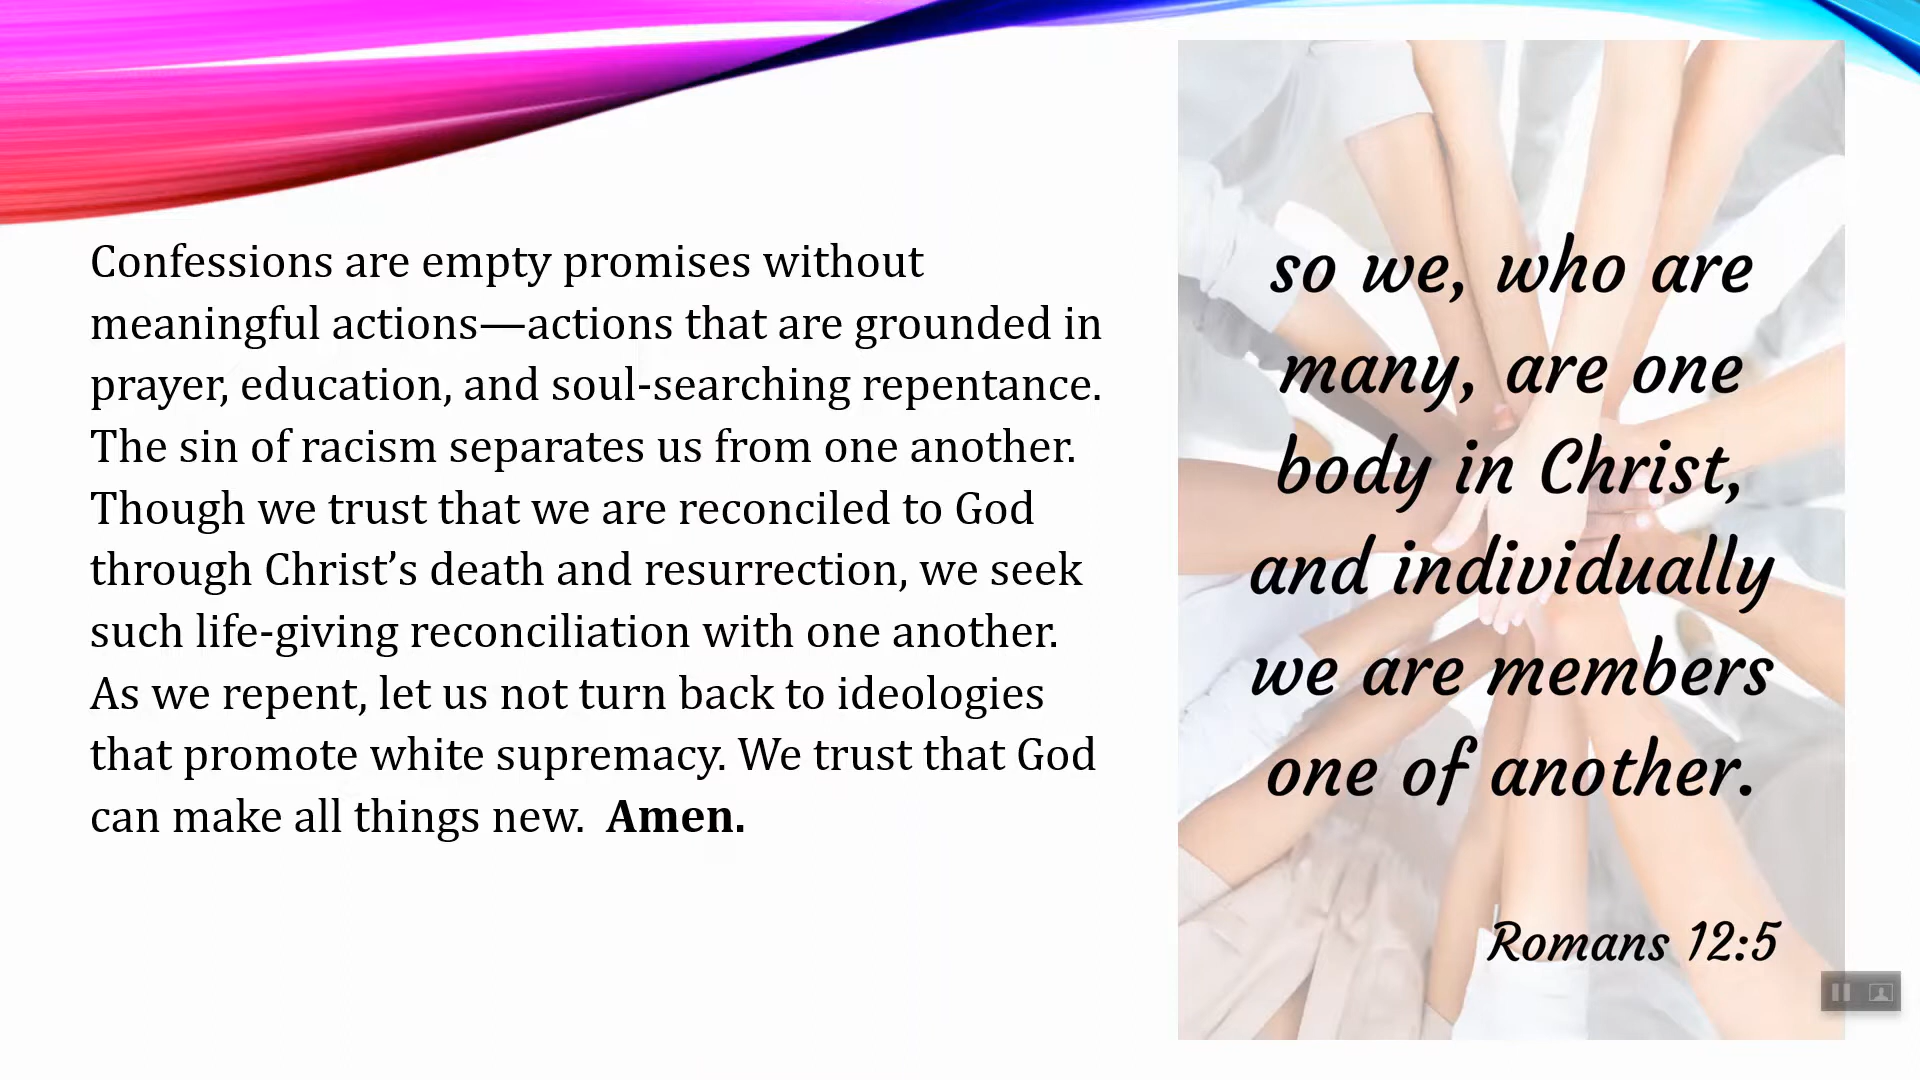 Confessions are empty promises without
meaningful actions—actions that are grounded in
prayer, education, and soul-searching repentance.
The sin of racism separates us from one another.
Though we trust that we are reconciled to God
through Christ’s death and resurrection, we seek
such life-giving reconciliation with one another.
As we repent, let us not turn back to ideologies
that promote white supremacy. We trust that God
can make all things new.  Amen.
so we, who are
many, are one
body in Christ,
and individually
we are members
one of another.
Romans 12:5